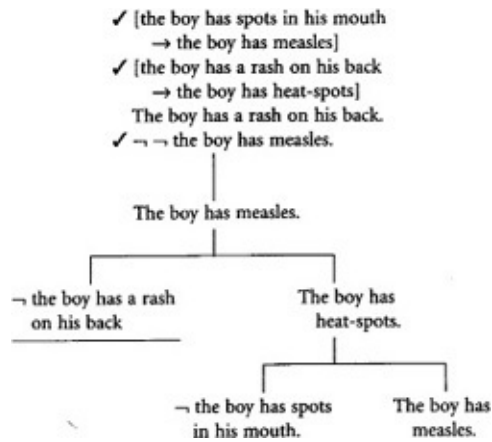 ✓ [the boy has spots in his mouth
→ the boy has measles]
✓ [the boy has a rash on his back
→ the boy has heat-spots]
The boy has a rash on his back.
✓ ¬ ¬ the boy has measles.
The boy has measles.
¬ the boy has a rash
on his back
The boy has
heat-spots.
¬ the boy has spots
in his mouth.
The boy has
measles.